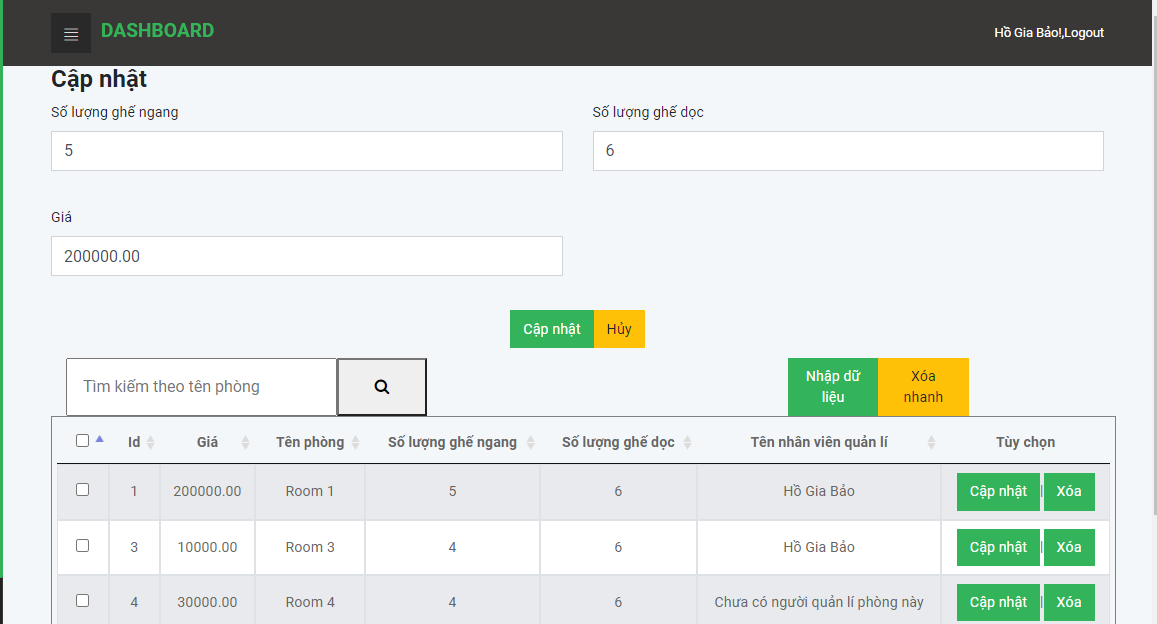 DASHBOARD
Hồ Gia Bảo!,Logout
Cập nhật
Số lượng ghế ngang
Số lượng ghế dọc
5
6
Giá
200000.00
Cập nhật Hủy
Tìm kiếm theo tên phòng
Nhập dữ liệu
Xóa nhanh
Id Giá Tên phòng Số lượng ghế ngang Số lượng ghế dọc Tên nhân viên quản lí Tùy chọn
1 200000.00 Room 1 5 6 Hồ Gia Bảo Cập nhật | Xóa
3 10000.00 Room 3 4 6 Hồ Gia Bảo Cập nhật | Xóa
4 30000.00 Room 4 4 6 Chưa có người quản lí phòng này Cập nhật | Xóa